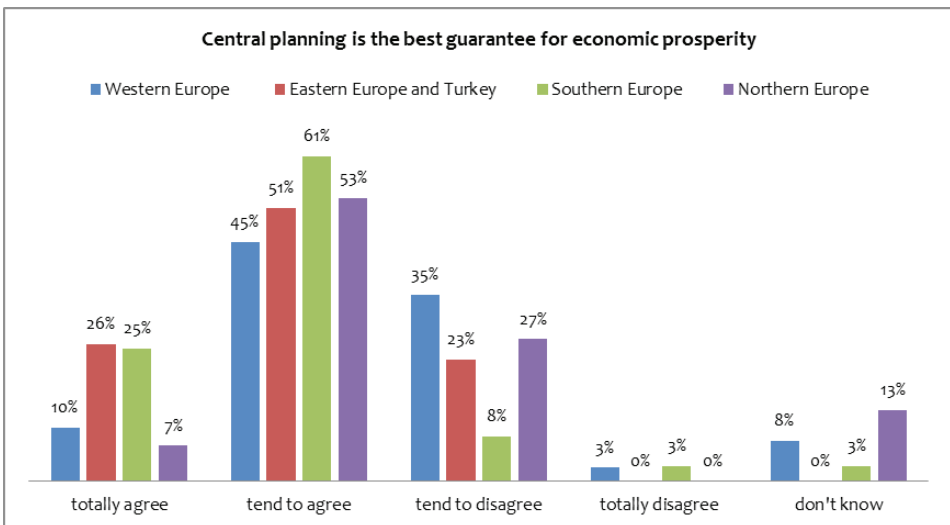 Central planning is the best guarantee for economic prosperity
Western Europe Eastern Europe and Turkey Southern Europe Northern Europe
10% 26% 25% 7%
45% 51% 61% 53%
35% 23% 8% 27%
3% 0% 3% 0%
8% 0% 3% 13%
totally agree tend to agree tend to disagree totally disagree don't know